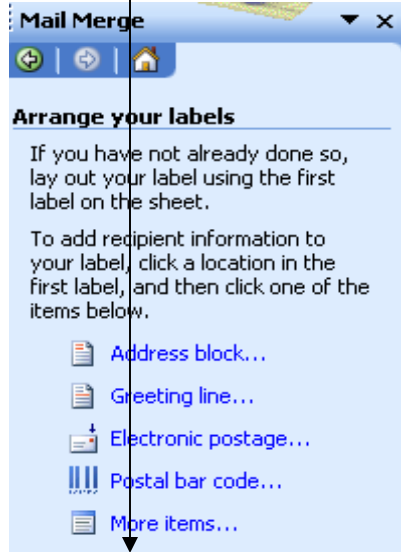 Mail Merge
Arrange your labels
If you have not already done so,
lay out your label using the first
label on the sheet.
To add recipient information to
your label, click a location in the
first label, and then click one of the
items below.
Address block...
Greeting line...
Electronic postage...
Postal bar code...
More items...